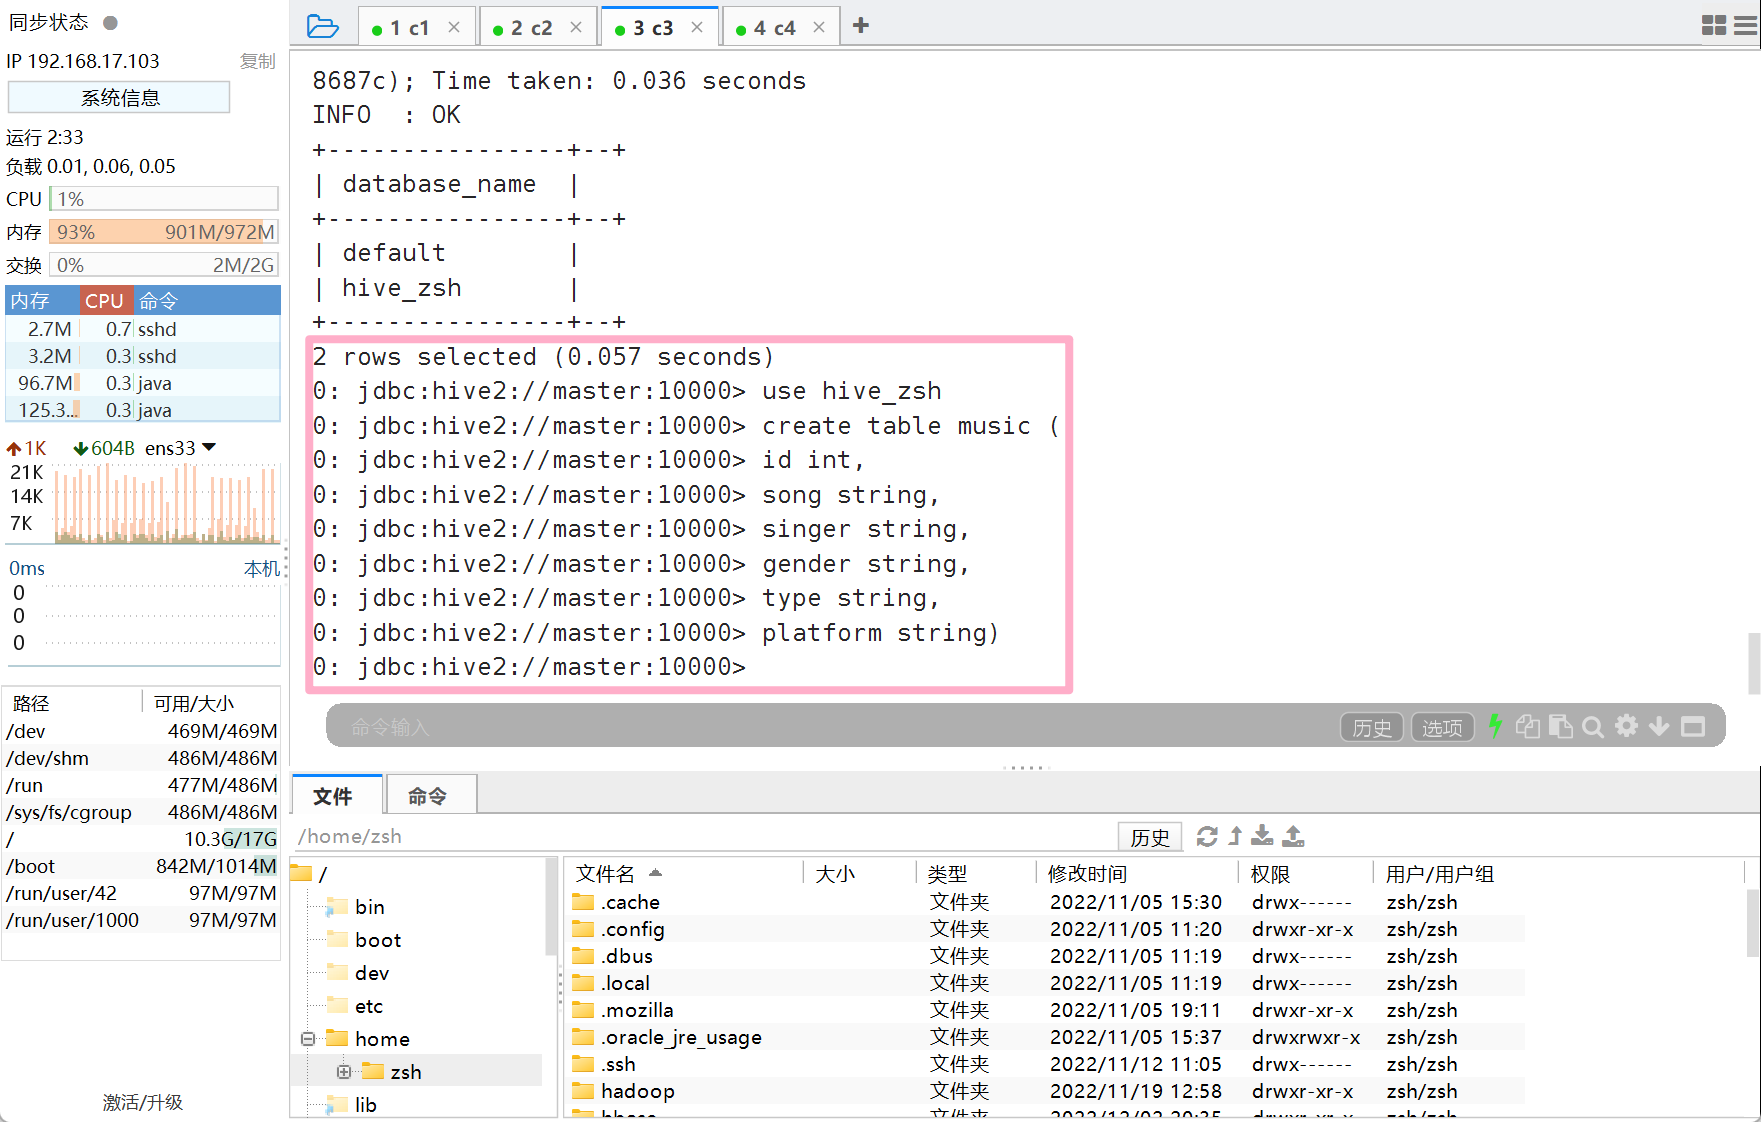 同步状态
IP 192.168.17.103 复制
系统信息
运行 2:33
负载 0.01, 0.06, 0.05
CPU 1%
内存 93% 901M/972M
交换 0% 2M/2G
内存 CPU 命令
2.7M 0.7 sshd
3.2M 0.3 sshd
96.7M 0.3 java
125.3... 0.3 java
1K 604B ens33
21K
14K
7K
0ms 本机
0
0
0
路径 可用/大小
/dev 469M/469M
/dev/shm 486M/486M
/run 477M/486M
/sys/fs/cgroup 486M/486M
/ 10.3G/17G
/boot 842M/1014M
/run/user/42 97M/97M
/run/user/1000 97M/97M
激活/升级
1 c1 2 c2 3 c3 4 c4
8687c); Time taken: 0.036 seconds
INFO  : OK
+----------------+--+
| database_name  |
+----------------+--+
| default        |
| hive_zsh       |
+----------------+--+
2 rows selected (0.057 seconds)
0: jdbc:hive2://master:10000> use hive_zsh
0: jdbc:hive2://master:10000> create table music (
0: jdbc:hive2://master:10000> id int,
0: jdbc:hive2://master:10000> song string,
0: jdbc:hive2://master:10000> singer string,
0: jdbc:hive2://master:10000> gender string,
0: jdbc:hive2://master:10000> type string,
0: jdbc:hive2://master:10000> platform string)
0: jdbc:hive2://master:10000>
命令输入 历史 选项
文件 命令
/home/zsh 历史
/
bin
boot
dev
etc
home
zsh
lib
文件名 大小 类型 修改时间 权限 用户/用户组
.cache 文件夹 2022/11/05 15:30 drwx------ zsh/zsh
.config 文件夹 2022/11/05 11:20 drwxr-xr-x zsh/zsh
.dbus 文件夹 2022/11/05 11:19 drwx------ zsh/zsh
.local 文件夹 2022/11/05 11:19 drwx------ zsh/zsh
.mozilla 文件夹 2022/11/05 19:11 drwxr-xr-x zsh/zsh
.oracle_jre_usage 文件夹 2022/11/05 15:37 drwxrwxr-x zsh/zsh
.ssh 文件夹 2022/11/12 11:05 drwx------ zsh/zsh
hadoop 文件夹 2022/11/19 12:58 drwxr-xr-x zsh/zsh